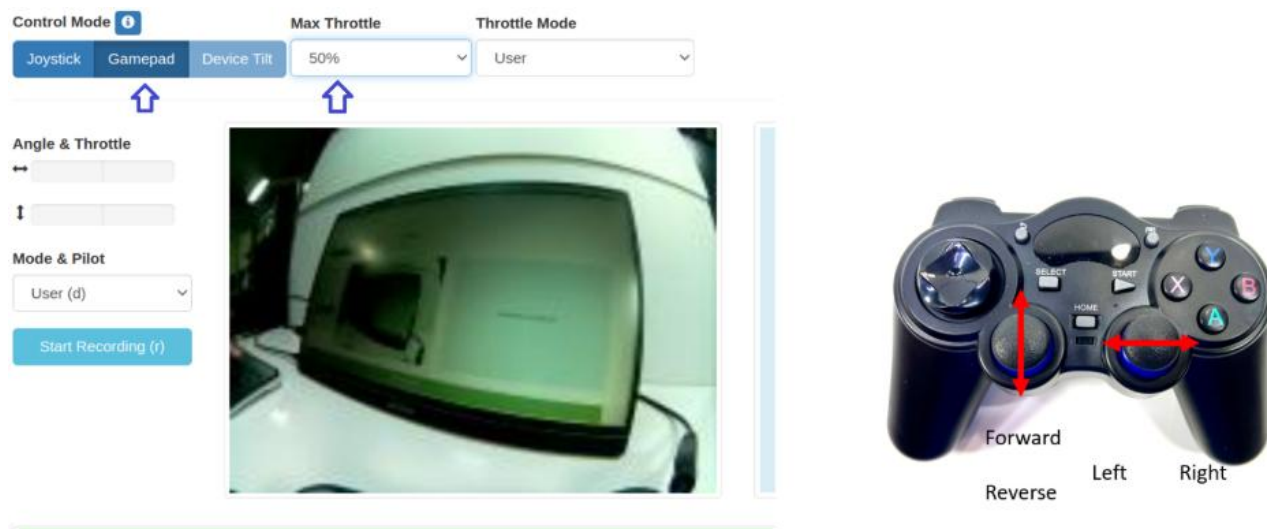 Control Mode
Max Throttle
Throttle Mode
Joystick
Gamepad
Device Tilt
50%
User
Angle & Throttle
Mode & Pilot
User (d)
Start Recording (r)
SELECT
START
HOME
Y
X
B
A
Forward
Reverse
Left
Right